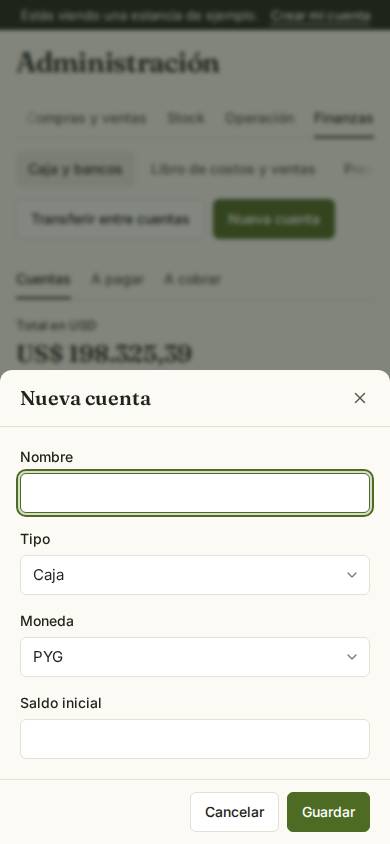 Estás viendo una estancia de ejemplo. Crear mi cuenta
Administración
Compras y ventas Stock Operación Finanzas
Caja y bancos Libro de costos y ventas
Transferir entre cuentas Nueva cuenta
Cuentas A pagar A cobrar
Total en USD
US$ 198.325,39
Nueva cuenta
Nombre
Tipo
Caja
Moneda
PYG
Saldo inicial
Cancelar Guardar